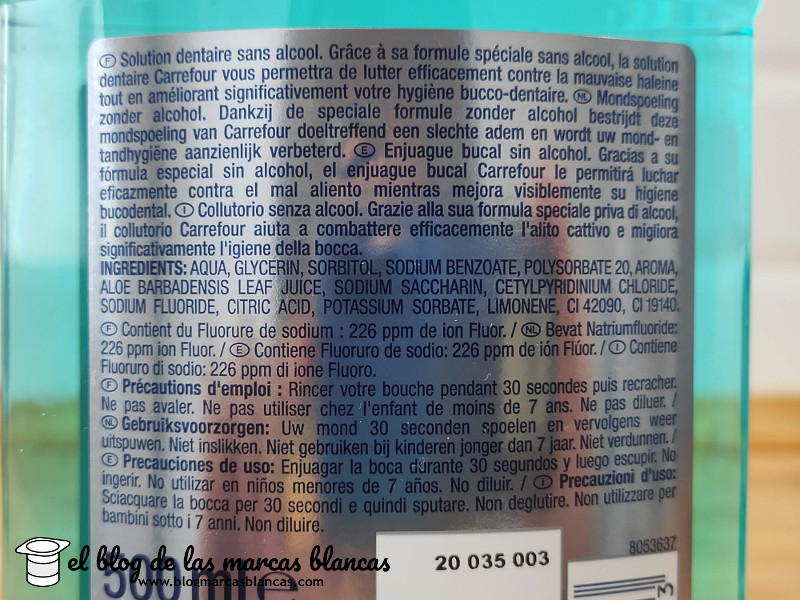 Ⓕ Solution dentaire sans alcool. Grâce à sa formule spéciale sans alcool, la solution
dentaire Carrefour vous permettra de lutter efficacement contre la mauvaise haleine
tout en améliorant significativement votre hygiène bucco-dentaire. NL Mondspoeling
zonder alcohol. Dankzij de speciale formule zonder alcohol bestrijdt deze
mondspoeling van Carrefour doeltreffend een slechte adem en wordt uw mond- en
tandhygiëne aanzienlijk verbeterd. Ⓔ Enjuague bucal sin alcohol. Gracias a su
fórmula especial sin alcohol, el enjuague bucal Carrefour le permitirá luchar
eficazmente contra el mal aliento mientras mejora visiblemente su higiene
bucodental. Ⓘ Collutorio senza alcool. Grazie alla sua formula speciale priva di alcool,
il collutorio Carrefour aiuta a combattere efficacemente l'alito cattivo e migliora
significativamente l'igiene della bocca.
INGREDIENTS: AQUA, GLYCERIN, SORBITOL, SODIUM BENZOATE, POLYSORBATE 20, AROMA,
ALOE BARBADENSIS LEAF JUICE, SODIUM SACCHARIN, CETYLPYRIDINIUM CHLORIDE,
SODIUM FLUORIDE, CITRIC ACID, POTASSIUM SORBATE, LIMONENE, CI 42090, CI 19140.
Ⓕ Contient du Fluorure de sodium : 226 ppm de ion Fluor. / NL Bevat Natriumfluoride:
226 ppm ion Fluor. / Ⓔ Contiene Fluoruro de sodio: 226 ppm de ión Flúor. / Ⓘ Contiene
Fluoruro di sodio: 226 ppm di ione Fluoro.
Ⓕ Précautions d'emploi : Rincer votre bouche pendant 30 secondes puis recracher.
Ne pas avaler. Ne pas utiliser chez l'enfant de moins de 7 ans. Ne pas diluer. /
NL Gebruiksvoorzorgen: Uw mond 30 seconden spoelen en vervolgens weer
uitspuwen. Niet inslikken. Niet gebruiken bij kinderen jonger dan 7 jaar. Niet verdunnen. /
Ⓔ Precauciones de uso: Enjuagar la boca durante 30 segundos y luego escupir. No
ingerir. No utilizar en niños menores de 7 años. No diluir. / Ⓘ Precauzioni d'uso:
Sciacquare la bocca per 30 secondi e quindi sputare. Non deglutire. Non utilizzare per
bambini sotto i 7 anni. Non diluire.
8053637
20 035 003
500 ml e
3
el blog de las marcas blancas
www.blogmarcasblancas.com